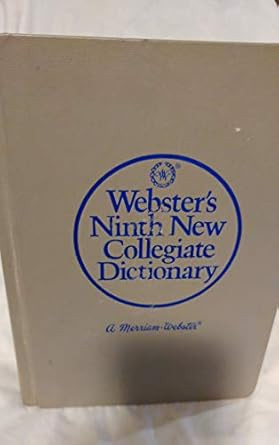 Webster's
Ninth New
Collegiate
Dictionary
a Merriam-Webster®